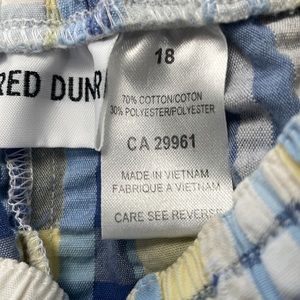 RED DUN
18
70% COTTON/COTON
30% POLYESTER/POLYESTER
CA 29961
MADE IN VIETNAM
FABRIQUE A VIETNAM
CARE SEE REVERSE